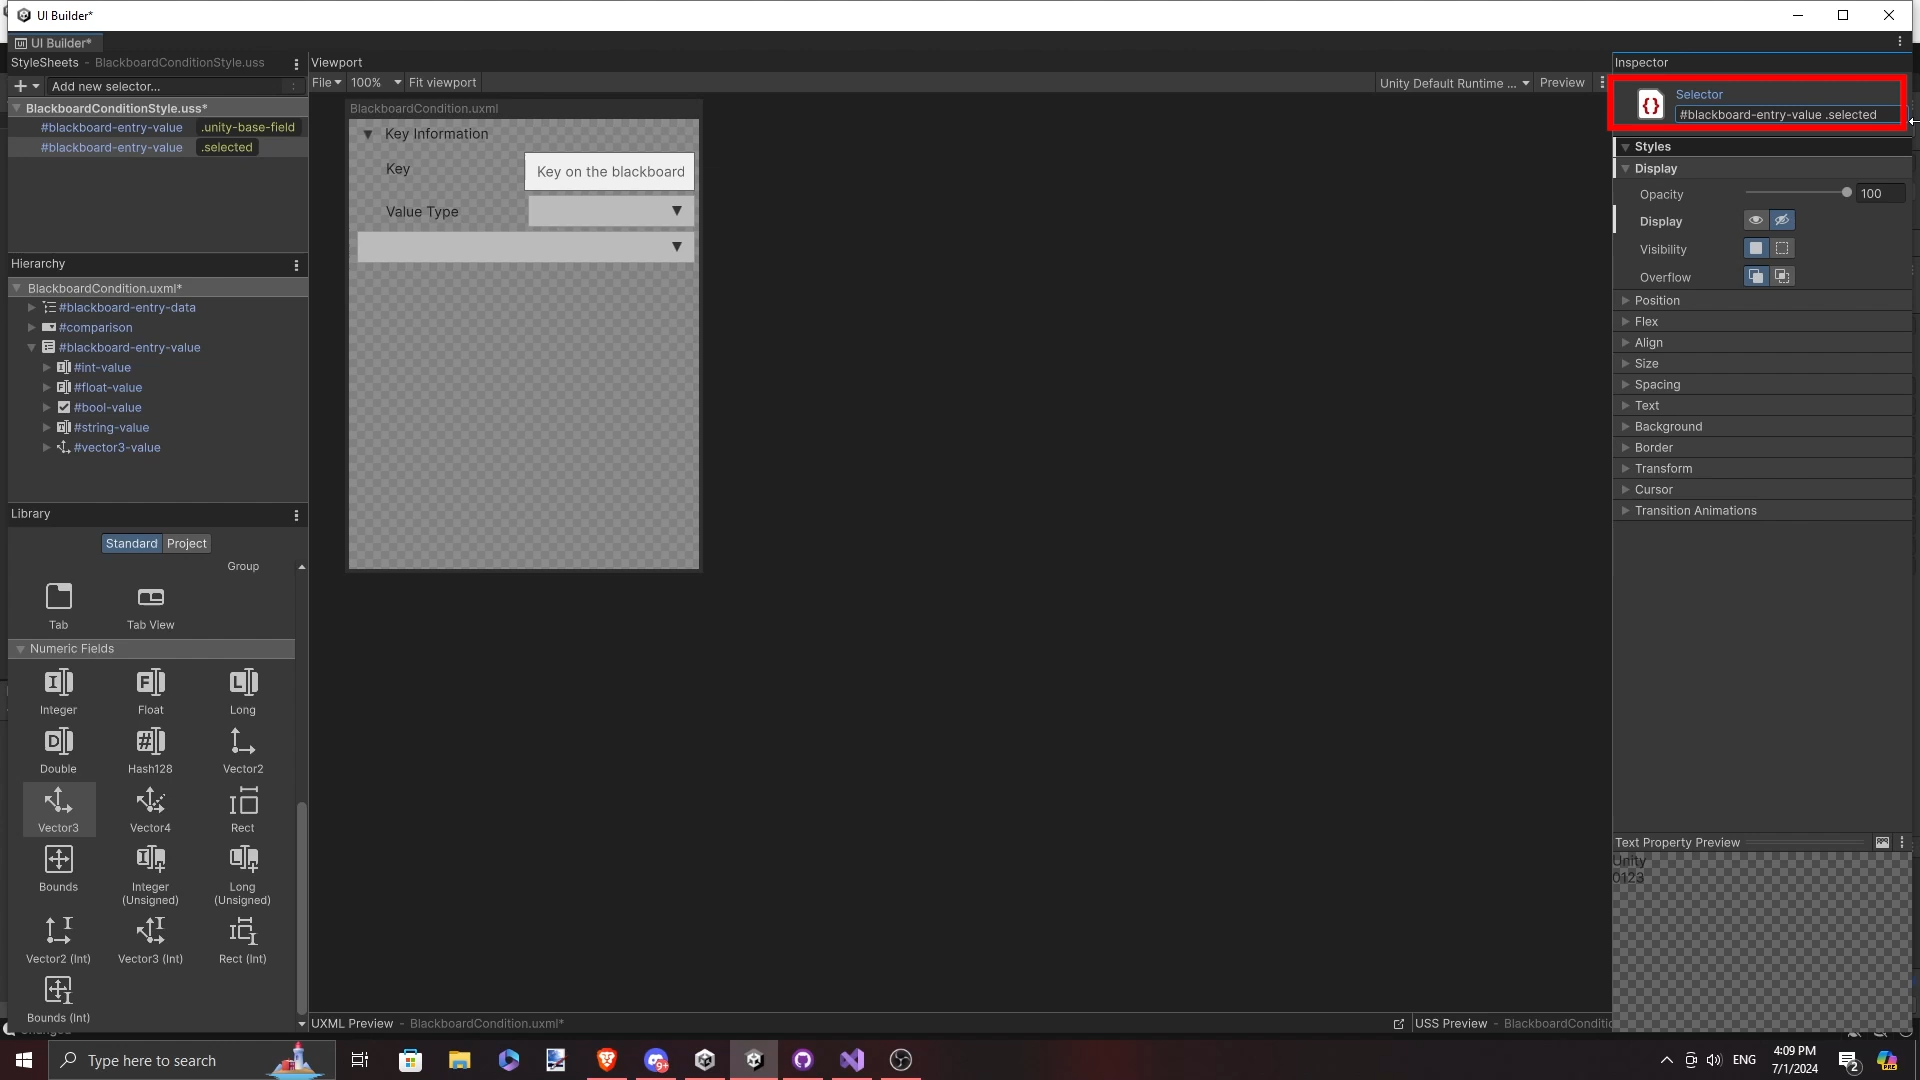 UI Builder*
UI Builder*
StyleSheets - BlackboardConditionStyle.uss
Add new selector...
BlackboardConditionStyle.uss*
#blackboard-entry-value .unity-base-field
#blackboard-entry-value .selected
Hierarchy
BlackboardCondition.uxml*
#blackboard-entry-data
#comparison
#blackboard-entry-value
#int-value
#float-value
#bool-value
#string-value
#vector3-value
Library
Standard Project
Group
Tab Tab View
Numeric Fields
Integer Float Long
Double Hash128 Vector2
Vector3 Vector4 Rect
Bounds Integer (Unsigned) Long (Unsigned)
Vector2 (Int) Vector3 (Int) Rect (Int)
Bounds (Int)
Viewport
File 100% Fit viewport
Unity Default Runtime ... Preview
BlackboardCondition.uxml
Key Information
Key Key on the blackboard
Value Type
UXML Preview - BlackboardCondition.uxml*
USS Preview - BlackboardConditio
Inspector
Selector
#blackboard-entry-value .selected
Styles
Display
Opacity 100
Display
Visibility
Overflow
Position
Flex
Align
Size
Spacing
Text
Background
Border
Transform
Cursor
Transition Animations
Text Property Preview
Unity
0123
Type here to search
9+
ENG
4:09 PM
7/1/2024
2
PRE